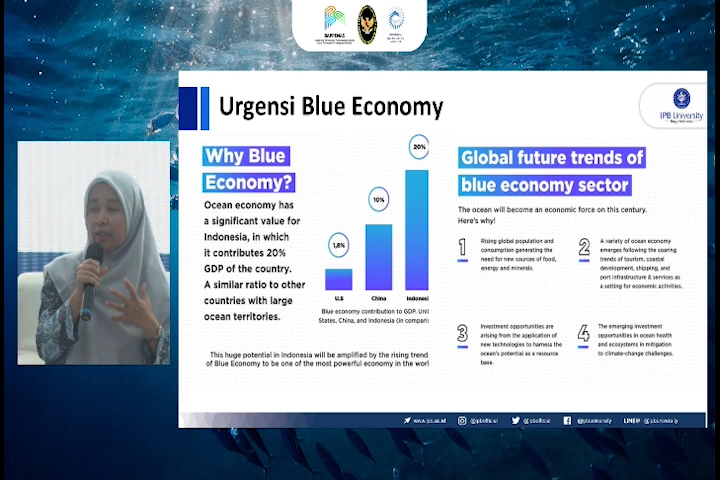 BAPPENAS
Urgensi Blue Economy
IPB University
Why Blue
Economy?
Ocean economy has
a significant value for
Indonesia, in which
it contributes 20%
GDP of the country.
A similar ratio to other
countries with large
ocean territories.
20%
10%
1,8%
U.S
China
Indonesi
Blue economy contribution to GDP. Unit
States, China, and Indonesia (in comparis
This huge potential in Indonesia will be amplified by the rising trend
of Blue Economy to be one of the most powerful economy in the worl
Global future trends of
blue economy sector
The ocean will become an economic force on this century.
Here's why!
1
Rising global population and
consumption generating the
need for new sources of food,
energy and minerals.
2
A variety of ocean economy
emerges following the soaring
trends of tourism, coastal
development, shipping, and
port infrastructure & services as
a setting for economic activities.
3
Investment opportunities are
arising from the application of
new technologies to harness the
ocean's potential as a resource
base.
4
The emerging investment
opportunities in ocean health
and ecosystems in mitigation
to climate-change challenges.
www.ipb.ac.id
@ipbofficial
@ipbofficial
@ipbuniversity
LINE@ @ipbuniversity